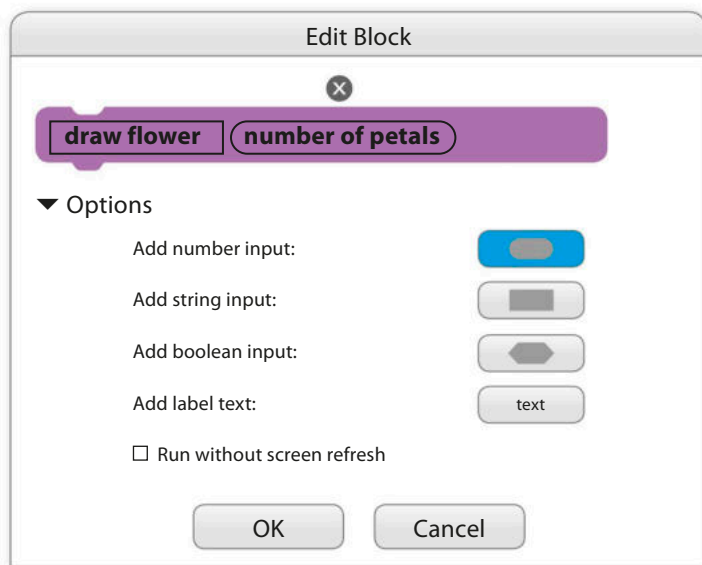 Edit Block
draw flower number of petals
Options
Add number input:
Add string input:
Add boolean input:
Add label text: text
Run without screen refresh
OK Cancel